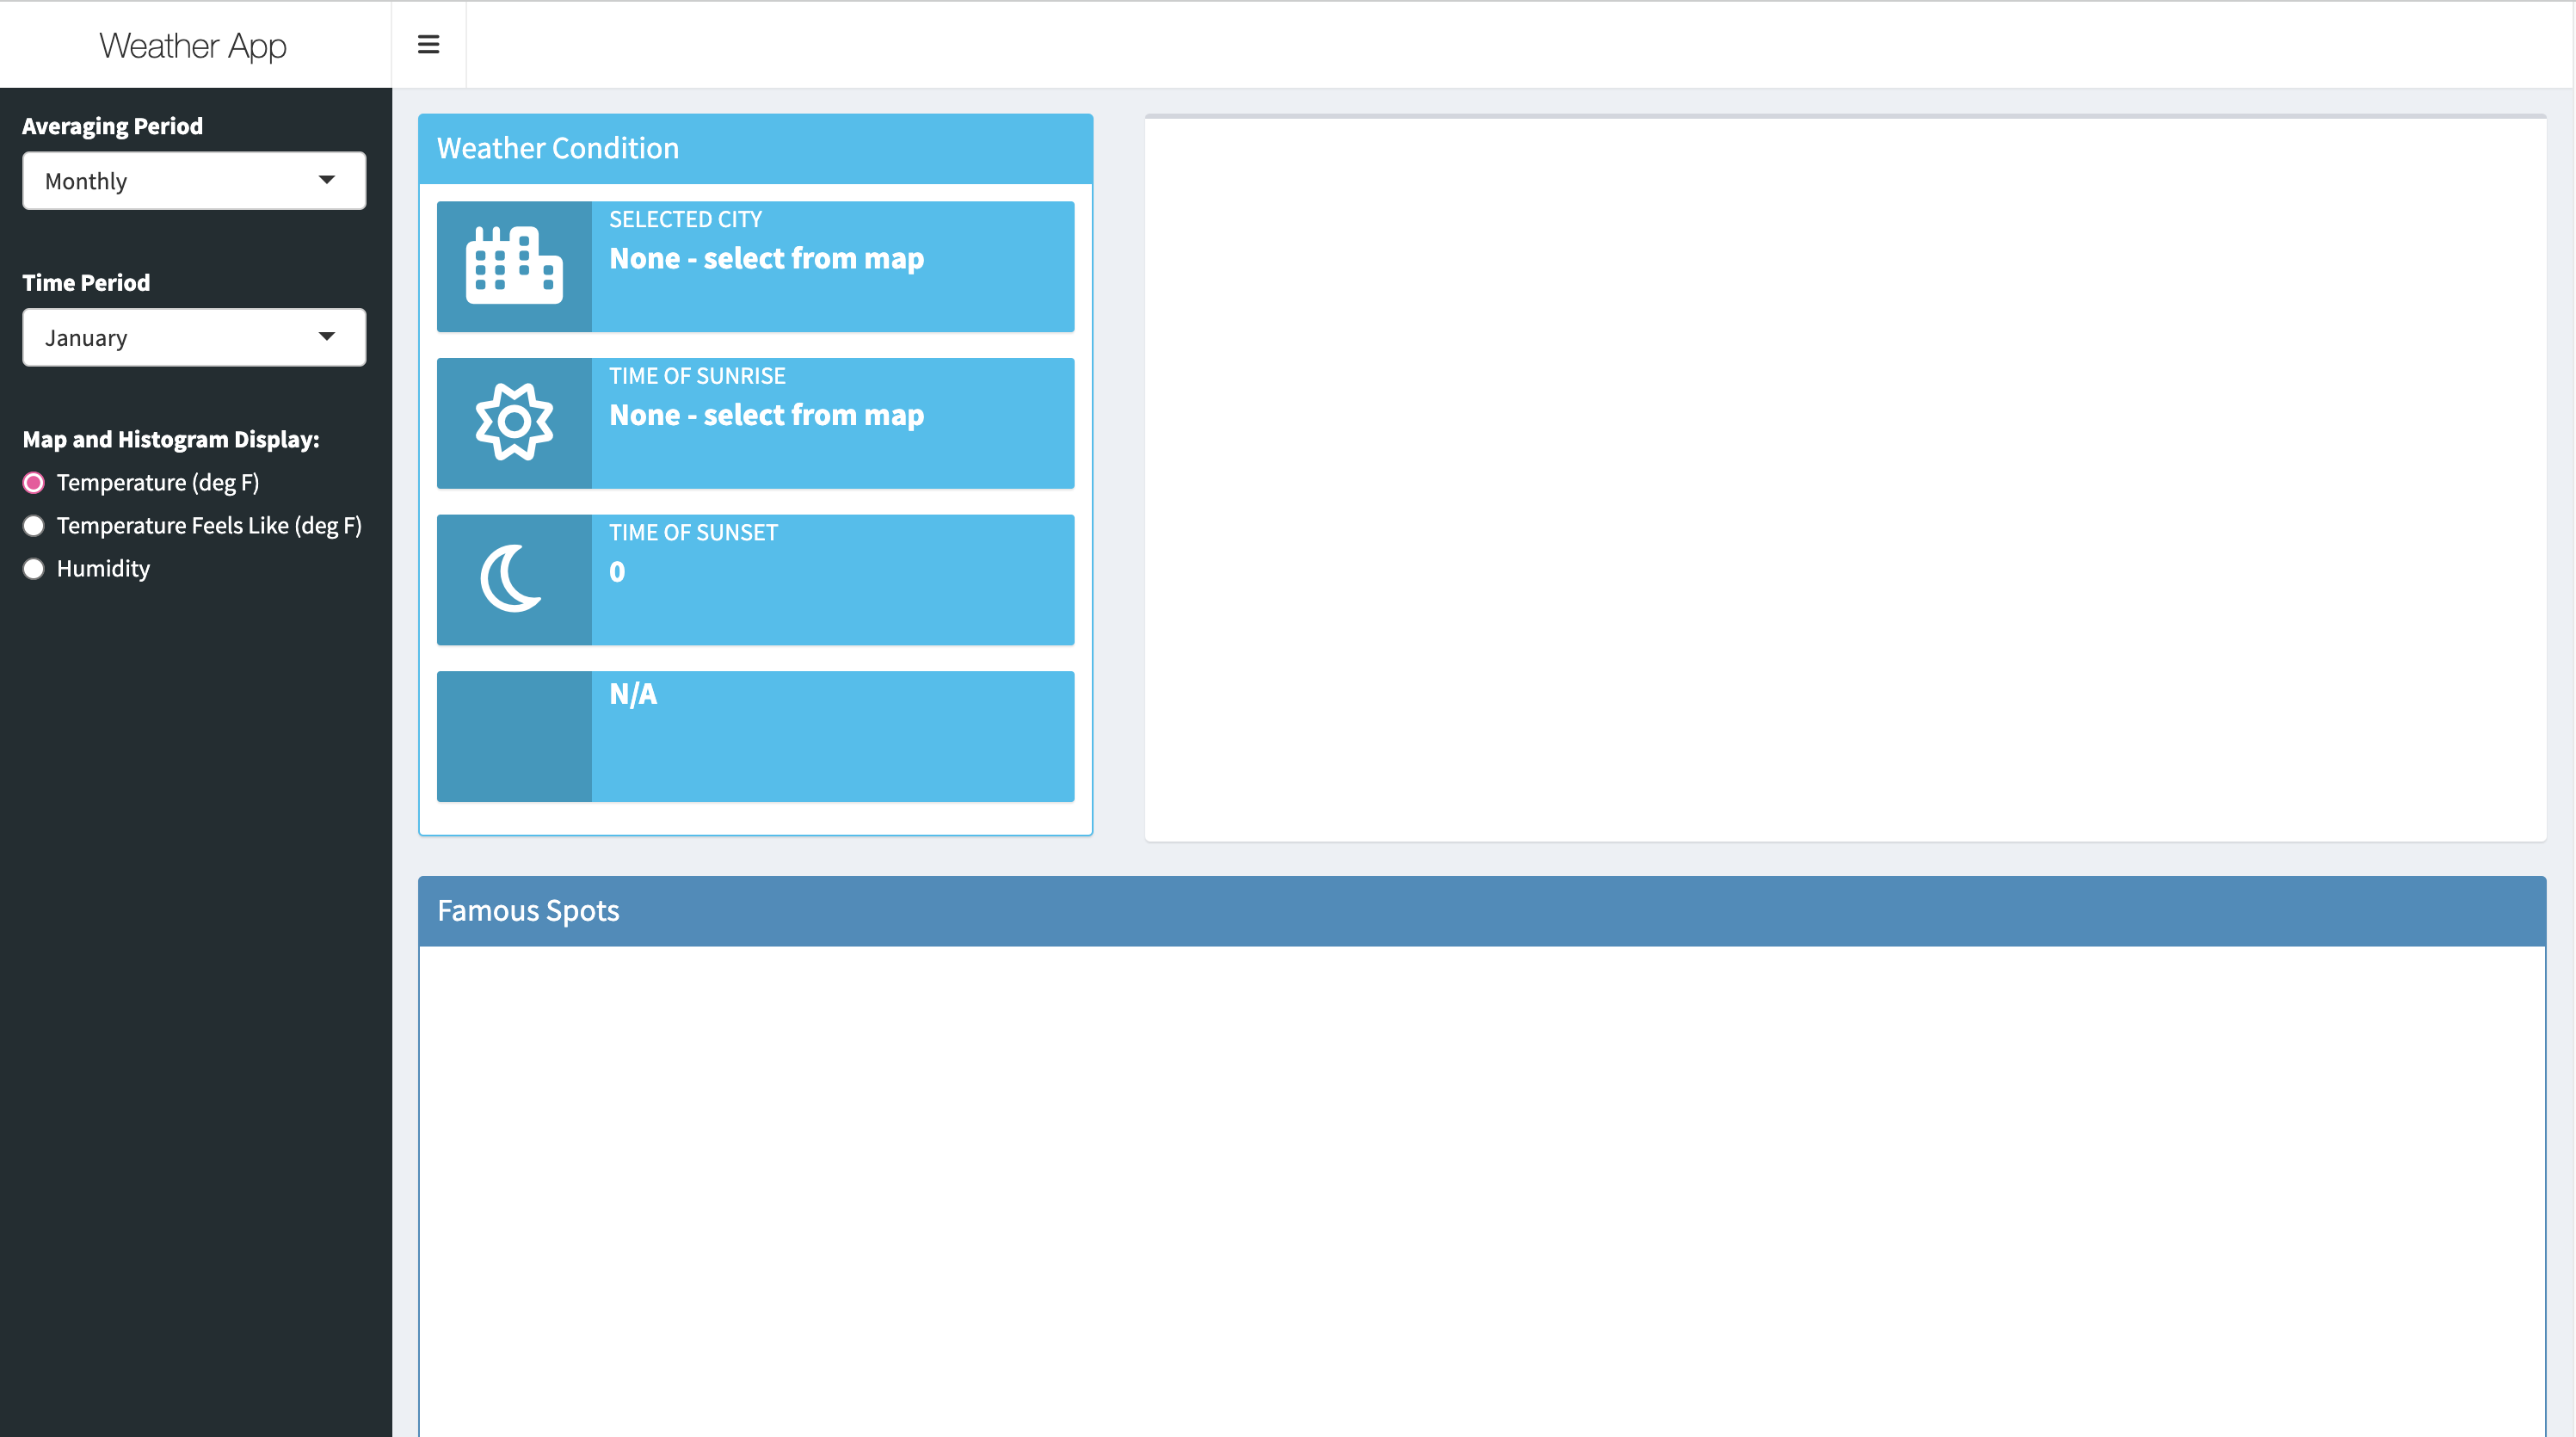 Weather App
Averaging Period
Monthly
Time Period
January
Map and Histogram Display:
Temperature (deg F)
Temperature Feels Like (deg F)
Humidity
Weather Condition
SELECTED CITY
None - select from map
TIME OF SUNRISE
None - select from map
TIME OF SUNSET
0
N/A
Famous Spots